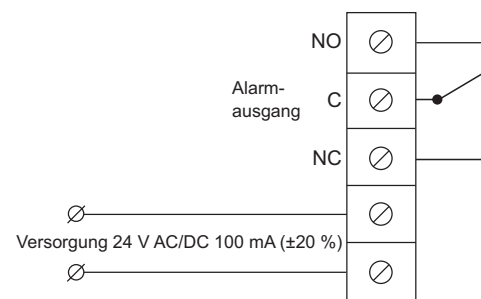 NO
Alarm-
ausgang
C
NC
Versorgung 24 V AC/DC 100 mA (±20 %)